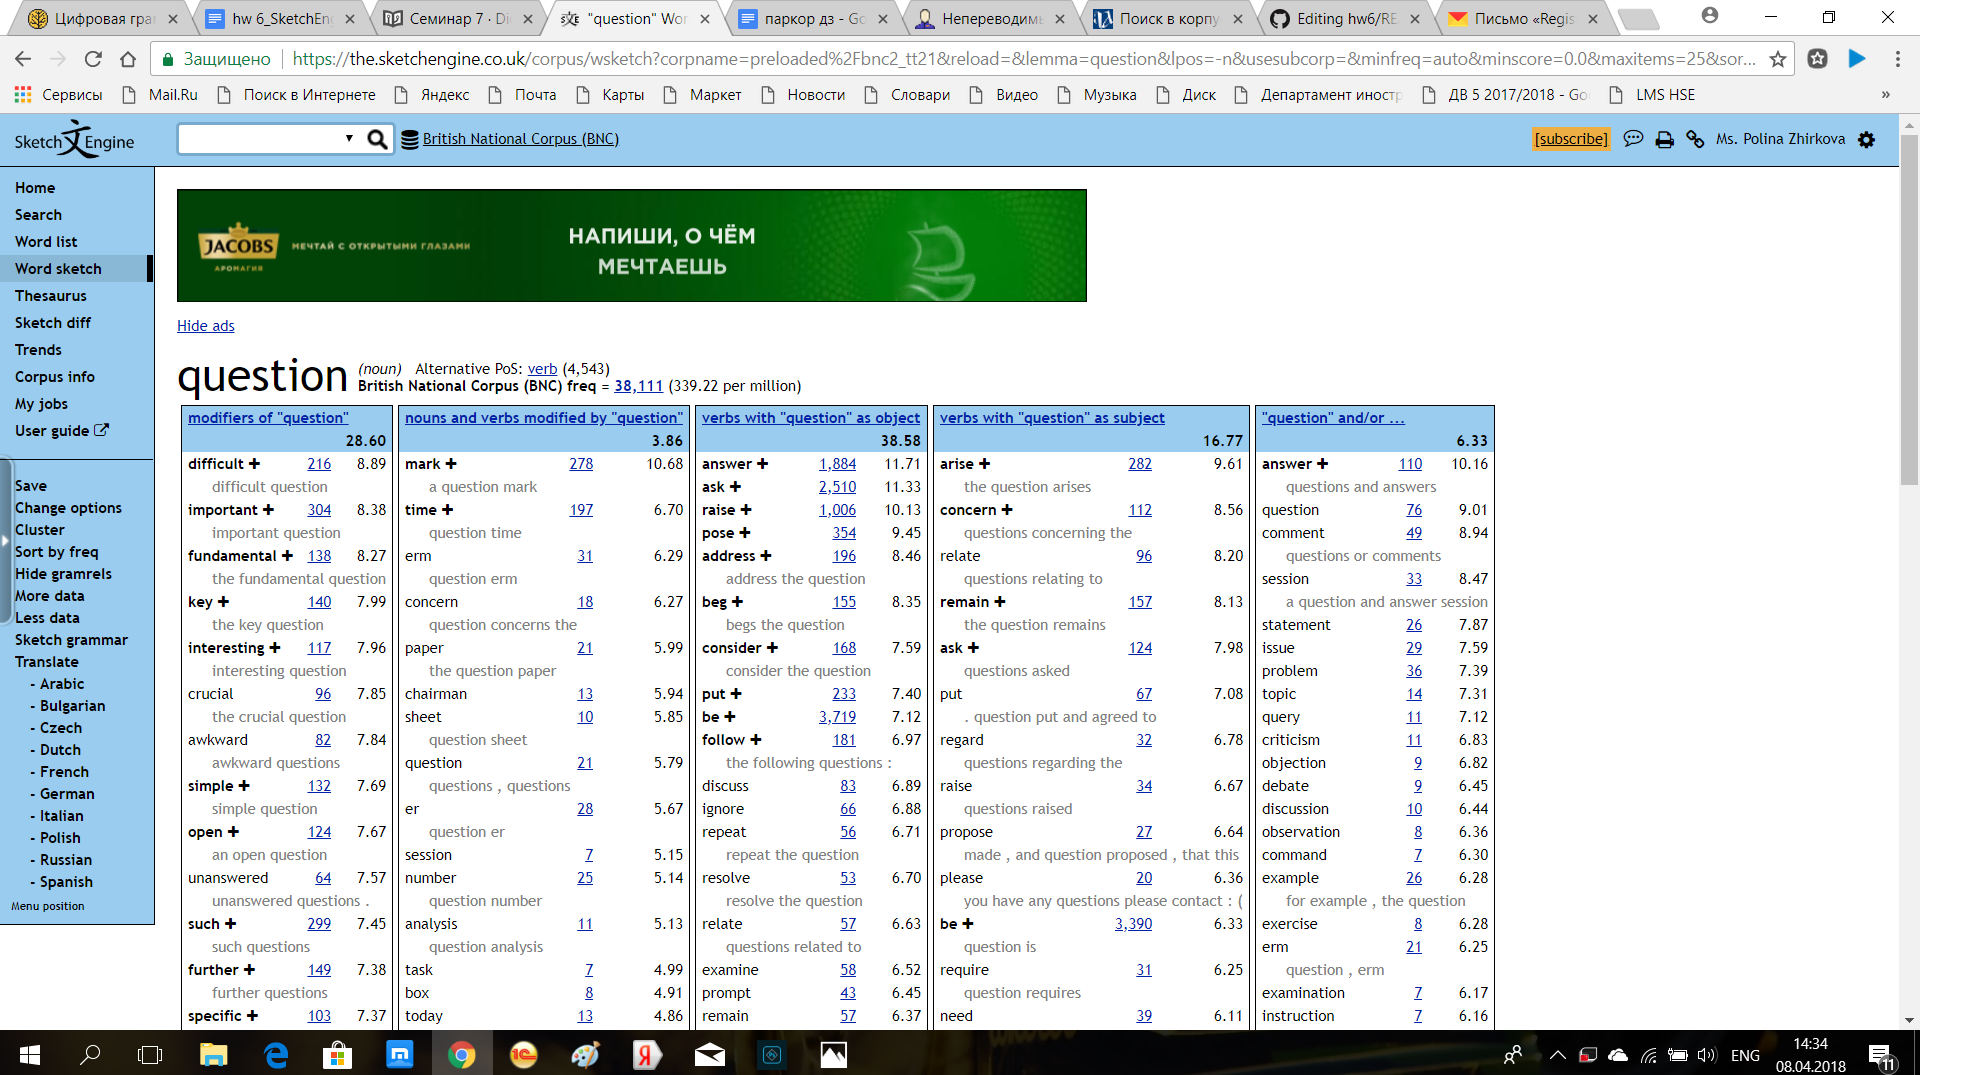 Цифровая гра
hw 6_SketchEn
Семинар 7 · Di
"question" Wor
паркор дз - Go
Непереводимы
Поиск в корпу
Editing hw6/RE
Письмо «Regis
Защищено https://the.sketchengine.co.uk/corpus/wsketch?corpname=preloaded%2Fbnc2_tt21&reload=&lemma=question&lpos=-n&usesubcorp=&minfreq=auto&minscore=0.0&maxitems=25&sor...
Сервисы Mail.Ru Поиск в Интернете Яндекс Почта Карты Маркет Новости Словари Видео Музыка Диск Департамент иност ДВ 5 2017/2018 - Go LMS HSE »
Sketch Engine
British National Corpus (BNC)
[subscribe] Ms. Polina Zhirkova
Home
Search
Word list
Word sketch
Thesaurus
Sketch diff
Trends
Corpus info
My jobs
User guide
Save
Change options
Cluster
Sort by freq
Hide gramrels
More data
Less data
Sketch grammar
Translate
- Arabic
- Bulgarian
- Czech
- Dutch
- French
- German
- Italian
- Polish
- Russian
- Spanish
Menu position
JACOBS
АРОМАГИЯ
МЕЧТАЙ С ОТКРЫТЫМИ ГЛАЗАМИ
НАПИШИ, О ЧЁМ
МЕЧТАЕШЬ
Hide ads
question (noun) Alternative PoS: verb (4,543)
British National Corpus (BNC) freq = 38,111 (339.22 per million)
modifiers of "question"
28.60
difficult + 216 8.89
difficult question
important + 304 8.38
important question
fundamental + 138 8.27
the fundamental question
key + 140 7.99
the key question
interesting + 117 7.96
interesting question
crucial 96 7.85
the crucial question
awkward 82 7.84
awkward questions
simple + 132 7.69
simple question
open + 124 7.67
an open question
unanswered 64 7.57
unanswered questions .
such + 299 7.45
such questions
further + 149 7.38
further questions
specific + 103 7.37
nouns and verbs modified by "question"
3.86
mark + 278 10.68
a question mark
time + 197 6.70
question time
erm 31 6.29
question erm
concern 18 6.27
question concerns the
paper 21 5.99
the question paper
chairman 13 5.94
sheet 10 5.85
question sheet
question 21 5.79
questions , questions
er 28 5.67
question er
session 7 5.15
number 25 5.14
question number
analysis 11 5.13
question analysis
task 7 4.99
box 8 4.91
today 13 4.86
verbs with "question" as object
38.58
answer + 1,884 11.71
ask + 2,510 11.33
raise + 1,006 10.13
pose + 354 9.45
address + 196 8.46
address the question
beg + 155 8.35
begs the question
consider + 168 7.59
consider the question
put + 233 7.40
be + 3,719 7.12
follow + 181 6.97
the following questions :
discuss 83 6.89
ignore 66 6.88
repeat 56 6.71
repeat the question
resolve 53 6.70
resolve the question
relate 57 6.63
questions related to
examine 58 6.52
prompt 43 6.45
remain 57 6.37
verbs with "question" as subject
16.77
arise + 282 9.61
the question arises
concern + 112 8.56
questions concerning the
relate 96 8.20
questions relating to
remain + 157 8.13
the question remains
ask + 124 7.98
questions asked
put 67 7.08
. question put and agreed to
regard 32 6.78
questions regarding the
raise 34 6.67
questions raised
propose 27 6.64
made , and question proposed , that this
please 20 6.36
you have any questions please contact : (
be + 3,390 6.33
question is
require 31 6.25
question requires
need 39 6.11
"question" and/or ...
6.33
answer + 110 10.16
questions and answers
question 76 9.01
comment 49 8.94
questions or comments
session 33 8.47
a question and answer session
statement 26 7.87
issue 29 7.59
problem 36 7.39
topic 14 7.31
query 11 7.12
criticism 11 6.83
objection 9 6.82
debate 9 6.45
discussion 10 6.44
observation 8 6.36
command 7 6.30
example 26 6.28
for example , the question
exercise 8 6.28
erm 21 6.25
question , erm
examination 7 6.17
instruction 7 6.16
ENG
14:34
08.04.2018
11